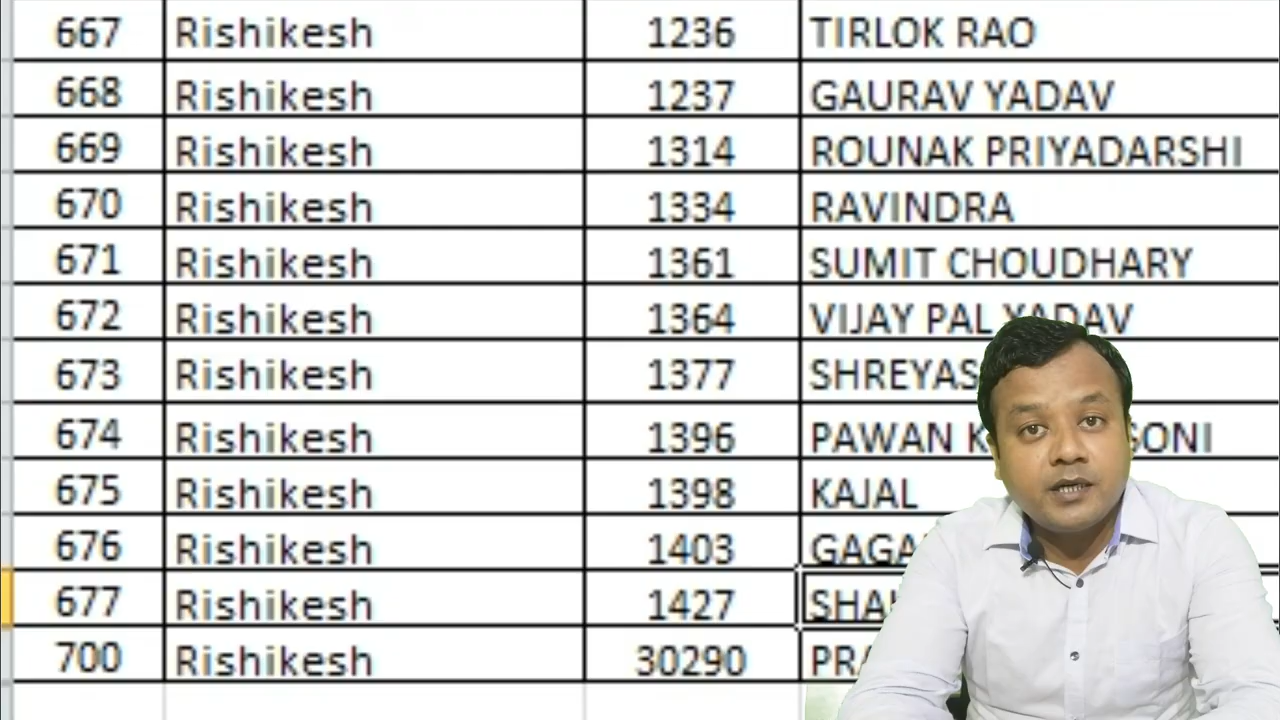 667 Rishikesh 1236 TIRLOK RAO
668 Rishikesh 1237 GAURAV YADAV
669 Rishikesh 1314 ROUNAK PRIYADARSHI
670 Rishikesh 1334 RAVINDRA
671 Rishikesh 1361 SUMIT CHOUDHARY
672 Rishikesh 1364 VIJAY PAL YADAV
673 Rishikesh 1377 SHREYAS
674 Rishikesh 1396 PAWAN SONI
675 Rishikesh 1398 KAJAL
676 Rishikesh 1403
677 Rishikesh 1427
700 Rishikesh 30290